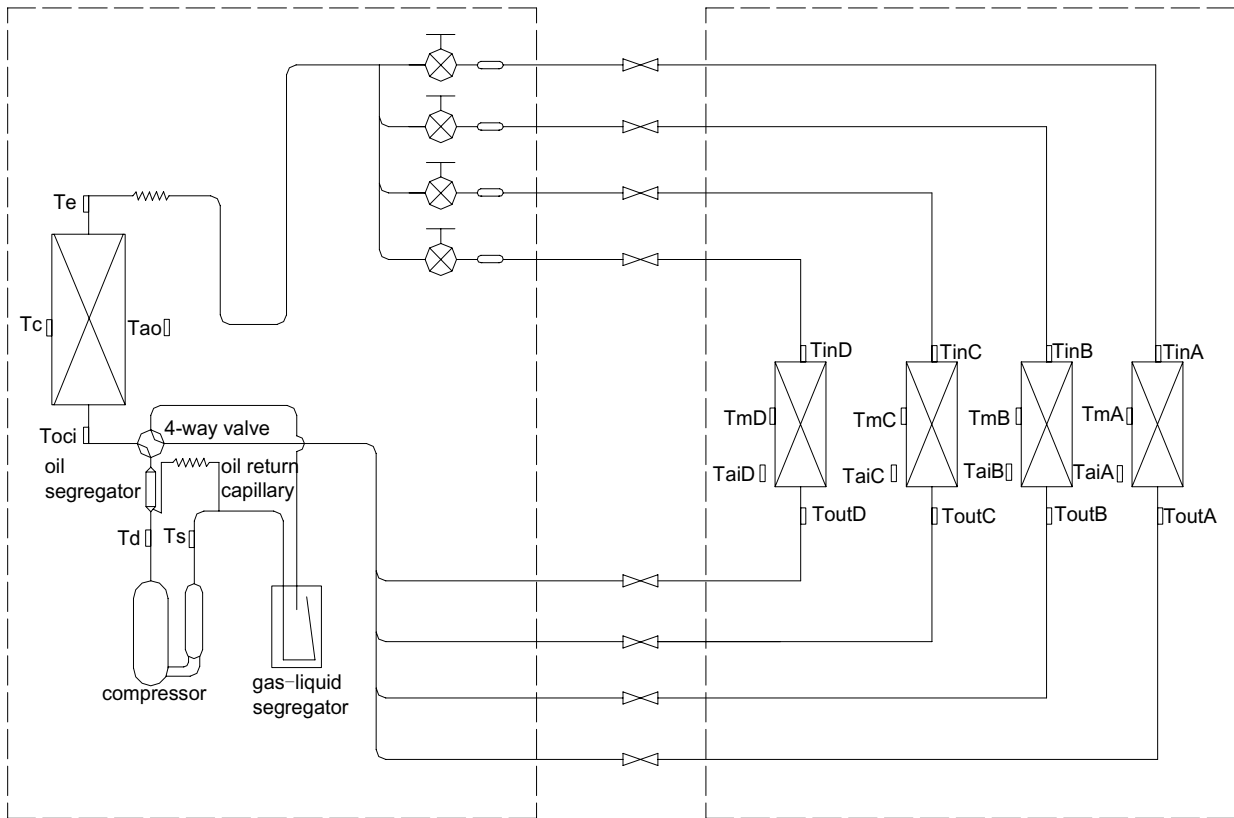 Te
Tc
Tao
TinD
TinC
TinB
TinA
TmD
TmC
TmB
TmA
Toci
4-way valve
oil
segregator
oil return
capillary
TaiD
TaiC
TaiB
TaiA
Td
Ts
ToutD
ToutC
ToutB
ToutA
compressor
gas-liquid
segregator